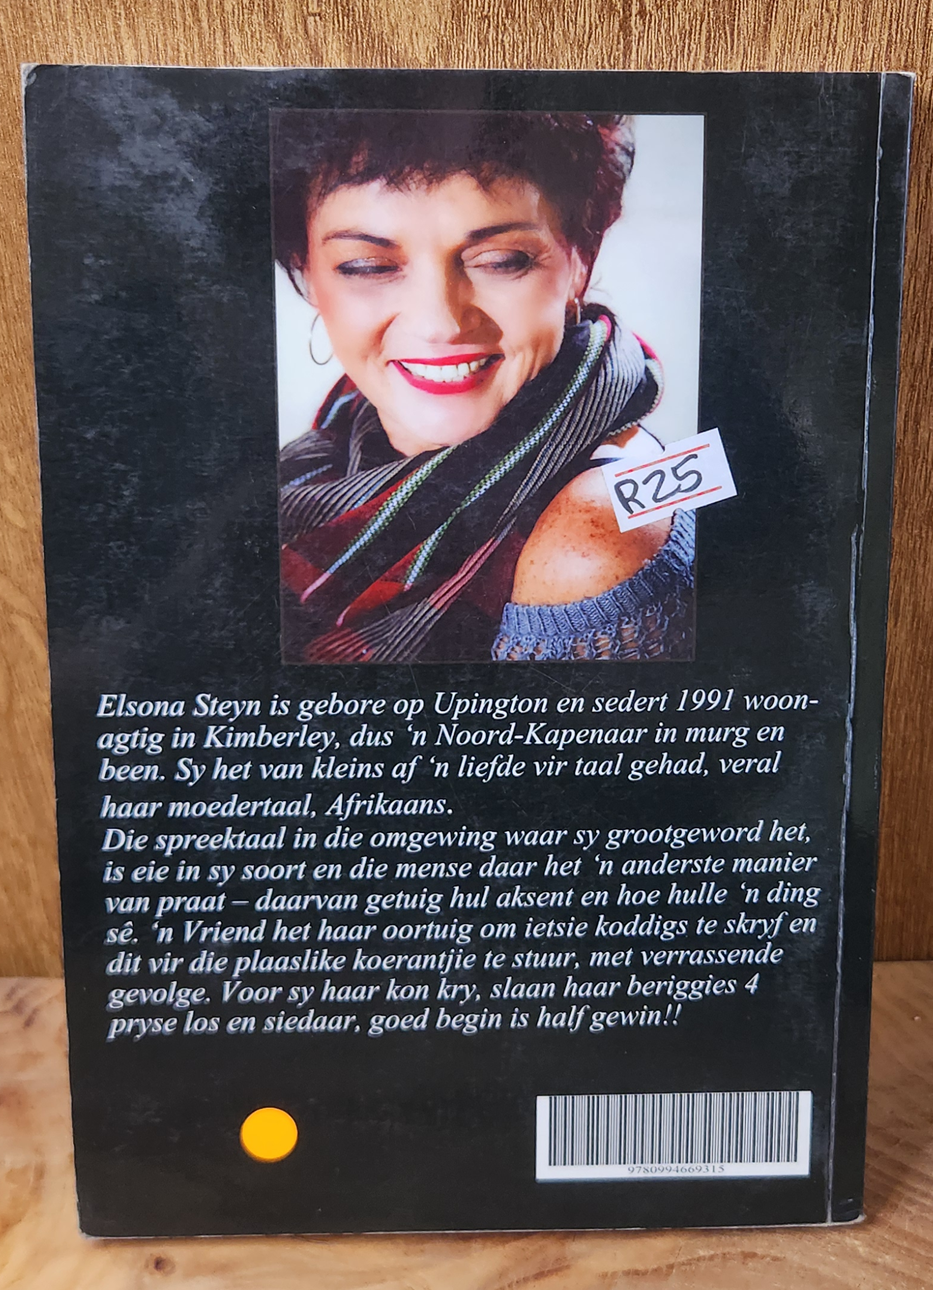 R25
Elsona Steyn is gebore op Upington en sedert 1991 woon-
agtig in Kimberley, dus ‘n Noord-Kapenaar in murg en
been. Sy het van kleins af ‘n liefde vir taal gehad, veral
haar moedertaal, Afrikaans.
Die spreektaal in die omgewing waar sy grootgeword het,
is eie in sy soort en die mense daar het ‘n anderste manier
van praat – daarvan getuig hul aksent en hoe hulle ‘n ding
sê. ‘n Vriend het haar oortuig om ietsie koddigs te skryf en
dit vir die plaaslike koerantjie te stuur, met verrassende
gevolge. Voor sy haar kon kry, slaan haar beriggies 4
pryse los en siedaar, goed begin is half gewin!!
9780994669315